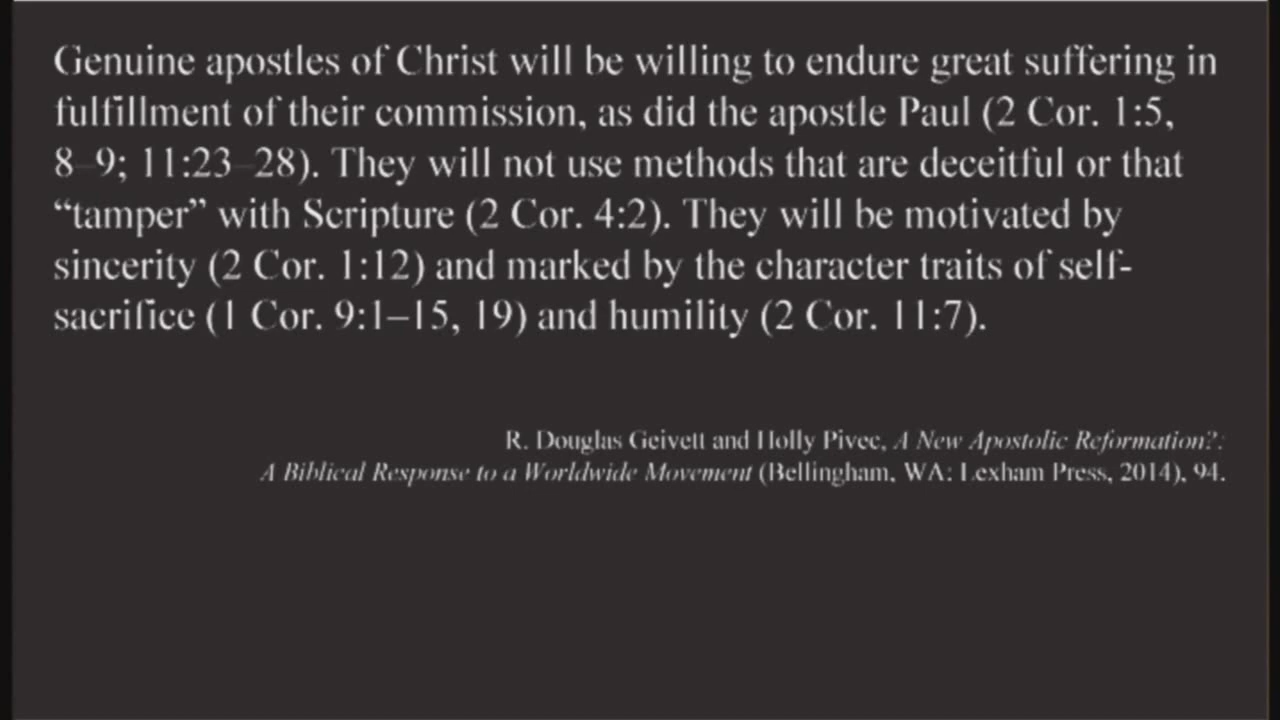 Genuine apostles of Christ will be willing to endure great suffering in
fulfillment of their commission, as did the apostle Paul (2 Cor. 1:5,
8–9; 11:23–28). They will not use methods that are deceitful or that
“tamper” with Scripture (2 Cor. 4:2). They will be motivated by
sincerity (2 Cor. 1:12) and marked by the character traits of self-
sacrifice (1 Cor. 9:1–15, 19) and humility (2 Cor. 11:7).
R. Douglas Geivett and Holly Pivec, A New Apostolic Reformation?:
A Biblical Response to a Worldwide Movement (Bellingham, WA: Lexham Press, 2014), 94.